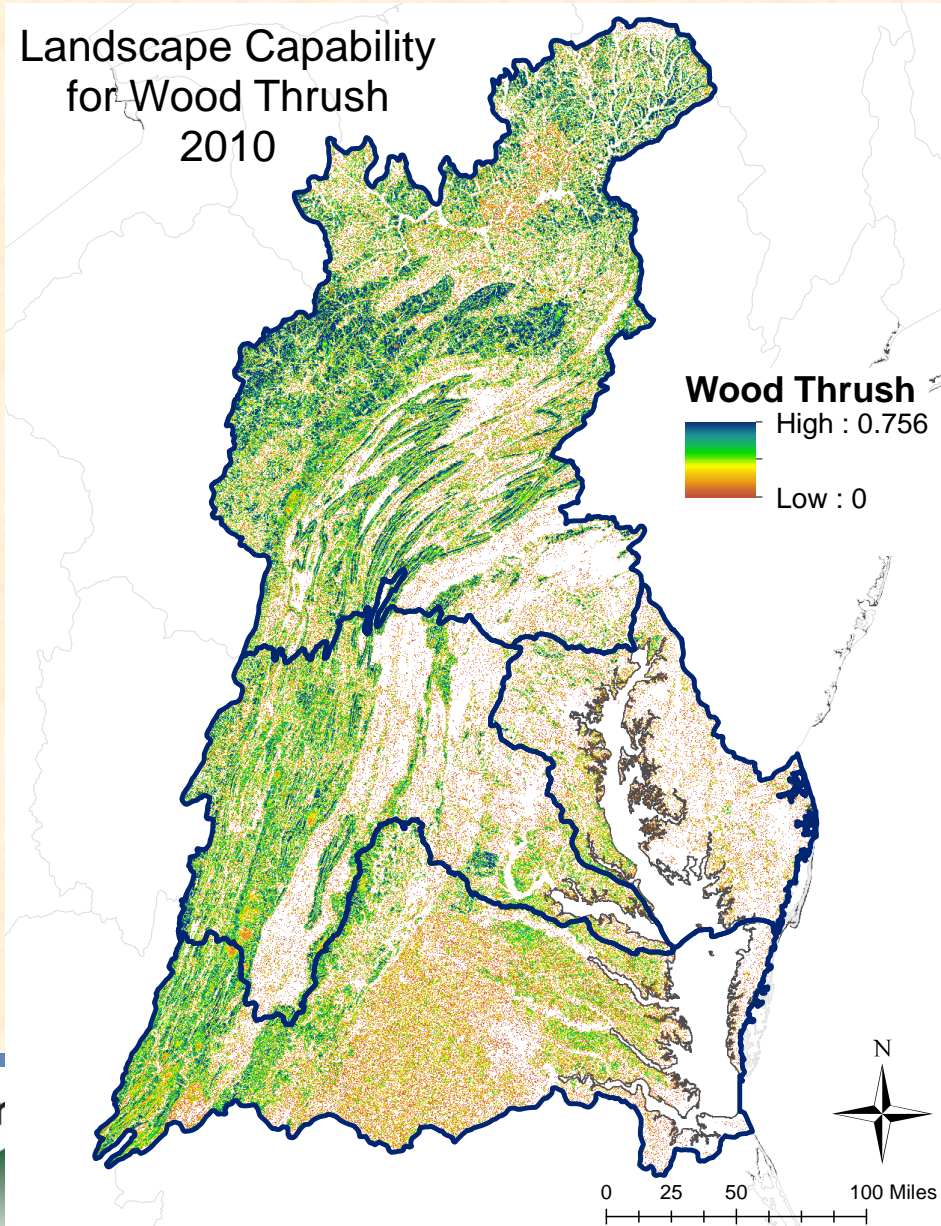 Landscape Capability
for Wood Thrush
2010
Wood Thrush
High : 0.756
Low : 0
N
0 25 50 100 Miles